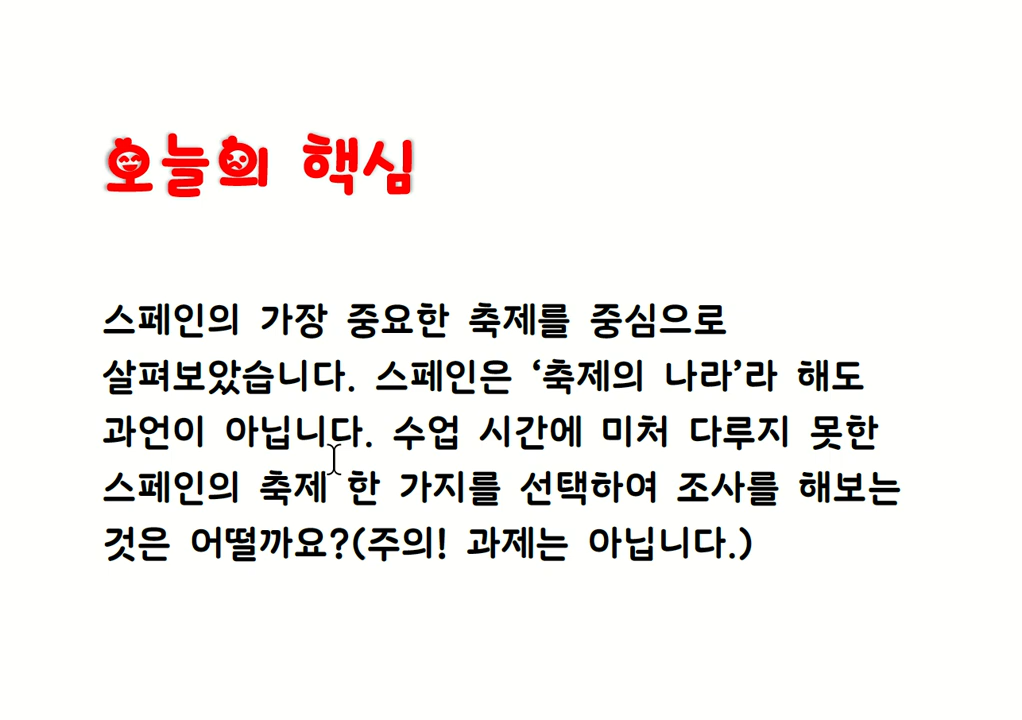 오늘의 핵심
스페인의 가장 중요한 축제를 중심으로
살펴보았습니다. 스페인은 ‘축제의 나라’라 해도
과언이 아닙니다. 수업 시간에 미처 다루지 못한
스페인의 축제 한 가지를 선택하여 조사를 해보는
것은 어떨까요?(주의! 과제는 아닙니다.)